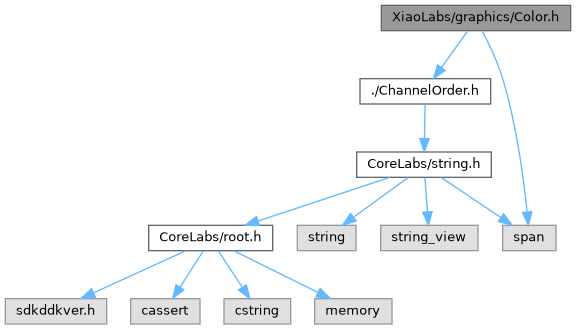 XiaoLabs/graphics/Color.h
./ChannelOrder.h
CoreLabs/string.h
CoreLabs/root.h
string
string_view
span
sdkddkver.h
cassert
cstring
memory